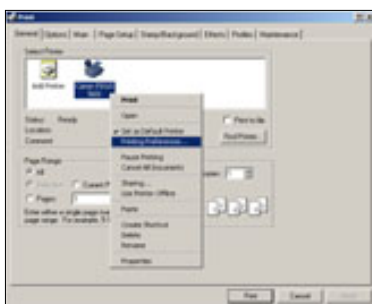 Print
General Options Main Page Setup Stamp/Background Effects Profiles Maintenance
Select Printer
Add Printer
Print
Open
Set as Default Printer
Printing Preferences...
Pause Printing
Cancel All Documents
Sharing...
Use Printer Offline
Paste
Create Shortcut
Delete
Rename
Properties
Status: Ready
Location:
Comment:
Print to file
Find Printer...
Page Range
All
Pages:
Print
Cancel